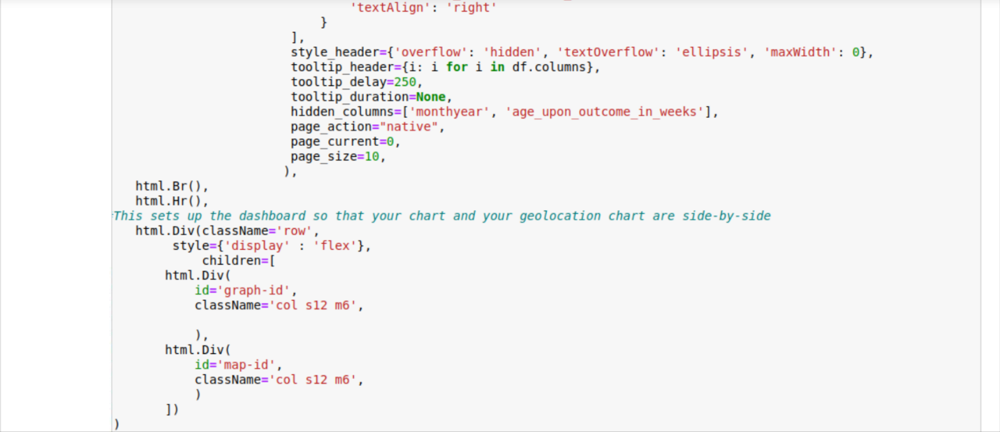 'textAlign': 'right'
}
],
style_header={'overflow': 'hidden', 'textOverflow': 'ellipsis', 'maxWidth': 0},
tooltip_header={i: i for i in df.columns},
tooltip_delay=250,
tooltip_duration=None,
hidden_columns=['monthyear', 'age_upon_outcome_in_weeks'],
page_action="native",
page_current=0,
page_size=10,
),
html.Br(),
html.Hr(),
This sets up the dashboard so that your chart and your geolocation chart are side-by-side
html.Div(className='row',
style={'display' : 'flex'},
children=[
html.Div(
id='graph-id',
className='col s12 m6',
),
html.Div(
id='map-id',
className='col s12 m6',
)
])
)